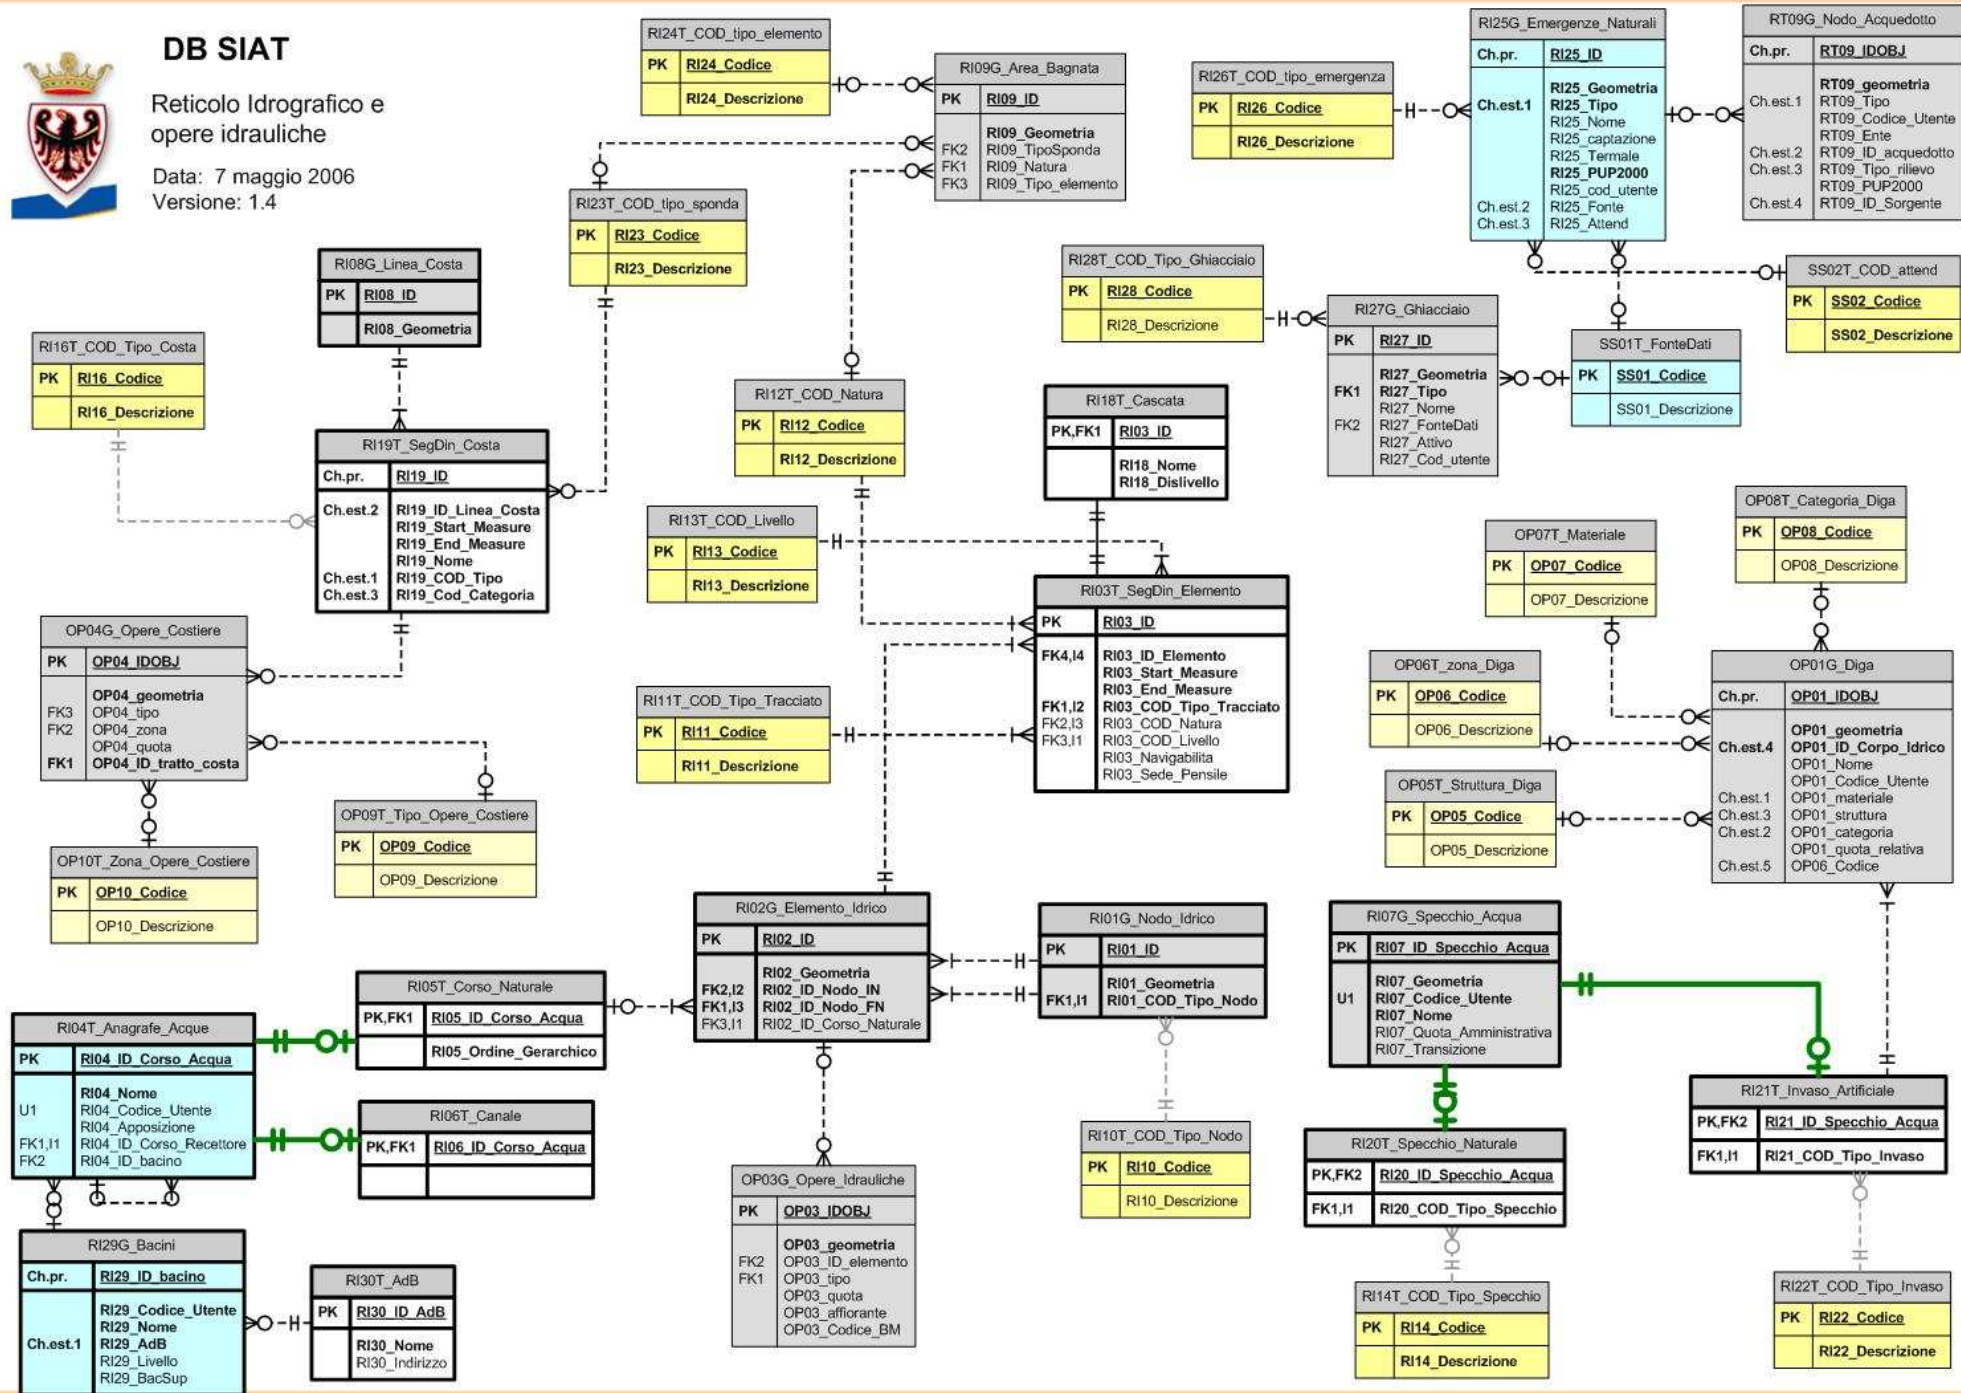 DB SIAT
Reticolo Idrografico e
opere idrauliche
Data: 7 maggio 2006
Versione: 1.4
RI24T_COD_tipo_elemento
PK RI24_Codice
RI24_Descrizione
RI09G_Area_Bagnata
PK RI09_ID
RI09_Geometria
FK2 RI09_TipoSponda
FK1 RI09_Natura
FK3 RI09_Tipo_elemento
RI26T_COD_tipo_emergenza
PK RI26_Codice
RI26_Descrizione
RI25G_Emergenze_Naturali
Ch.pr. RI25_ID
RI25_Geometria
Ch.est.1 RI25_Tipo
RI25_Nome
RI25_captazione
RI25_Termale
RI25_PUP2000
RI25_cod_utente
Ch.est.2 RI25_Fonte
Ch.est.3 RI25_Attend
RT09G_Nodo_Acquedotto
Ch.pr. RT09_IDOBJ
RT09_geometria
Ch.est.1 RT09_Tipo
RT09_Codice_Utente
RT09_Ente
Ch.est.2 RT09_ID_acquedotto
Ch.est.3 RT09_Tipo_rilievo
RT09_PUP2000
Ch.est.4 RT09_ID_Sorgente
RI23T_COD_tipo_sponda
PK RI23_Codice
RI23_Descrizione
RI08G_Linea_Costa
PK RI08_ID
RI08_Geometria
RI28T_COD_Tipo_Ghiacciaio
PK RI28_Codice
RI28_Descrizione
RI27G_Ghiacciaio
PK RI27_ID
RI27_Geometria
FK1 RI27_Tipo
RI27_Nome
FK2 RI27_FonteDati
RI27_Attivo
RI27_Cod_utente
SS02T_COD_attend
PK SS02_Codice
SS02_Descrizione
SS01T_FonteDati
PK SS01_Codice
SS01_Descrizione
RI16T_COD_Tipo_Costa
PK RI16_Codice
RI16_Descrizione
RI19T_SegDin_Costa
Ch.pr. RI19_ID
Ch.est.2 RI19_ID_Linea_Costa
RI19_Start_Measure
RI19_End_Measure
RI19_Nome
Ch.est.1 RI19_COD_Tipo
Ch.est.3 RI19_Cod_Categoria
RI12T_COD_Natura
PK RI12_Codice
RI12_Descrizione
RI18T_Cascata
PK,FK1 RI03_ID
RI18_Nome
RI18_Dislivello
RI13T_COD_Livello
PK RI13_Codice
RI13_Descrizione
RI03T_SegDin_Elemento
PK RI03_ID
FK4,I4 RI03_ID_Elemento
RI03_Start_Measure
RI03_End_Measure
FK1,I2 RI03_COD_Tipo_Tracciato
FK2,I3 RI03_COD_Natura
FK3,I1 RI03_COD_Livello
RI03_Navigabilita
RI03_Sede_Pensile
OP08T_Categoria_Diga
PK OP08_Codice
OP08_Descrizione
OP07T_Materiale
PK OP07_Codice
OP07_Descrizione
OP06T_zona_Diga
PK OP06_Codice
OP06_Descrizione
OP05T_Struttura_Diga
PK OP05_Codice
OP05_Descrizione
OP01G_Diga
Ch.pr. OP01_IDOBJ
OP01_geometria
Ch.est.4 OP01_ID_Corpo_Idrico
OP01_Nome
OP01_Codice_Utente
Ch.est.1 OP01_materiale
Ch.est.3 OP01_struttura
Ch.est.2 OP01_categoria
OP01_quota_relativa
Ch.est.5 OP06_Codice
OP04G_Opere_Costiere
PK OP04_IDOBJ
OP04_geometria
FK3 OP04_tipo
FK2 OP04_zona
OP04_quota
FK1 OP04_ID_tratto_costa
RI11T_COD_Tipo_Tracciato
PK RI11_Codice
RI11_Descrizione
OP09T_Tipo_Opere_Costiere
PK OP09_Codice
OP09_Descrizione
OP10T_Zona_Opere_Costiere
PK OP10_Codice
OP10_Descrizione
RI02G_Elemento_Idrico
PK RI02_ID
RI02_Geometria
FK2,I2 RI02_ID_Nodo_IN
FK1,I3 RI02_ID_Nodo_FN
FK3,I1 RI02_ID_Corso_Naturale
RI01G_Nodo_Idrico
PK RI01_ID
RI01_Geometria
FK1,I1 RI01_COD_Tipo_Nodo
RI07G_Specchio_Acqua
PK RI07_ID_Specchio_Acqua
RI07_Geometria
U1 RI07_Codice_Utente
RI07_Nome
RI07_Quota_Amministrativa
RI07_Transizione
RI05T_Corso_Naturale
PK,FK1 RI05_ID_Corso_Acqua
RI05_Ordine_Gerarchico
RI04T_Anagrafe_Acque
PK RI04_ID_Corso_Acqua
RI04_Nome
U1 RI04_Codice_Utente
RI04_Apposizione
FK1,I1 RI04_ID_Corso_Recettore
FK2 RI04_ID_bacino
RI06T_Canale
PK,FK1 RI06_ID_Corso_Acqua
RI10T_COD_Tipo_Nodo
PK RI10_Codice
RI10_Descrizione
RI20T_Specchio_Naturale
PK,FK2 RI20_ID_Specchio_Acqua
FK1,I1 RI20_COD_Tipo_Specchio
RI21T_Invaso_Artificiale
PK,FK2 RI21_ID_Specchio_Acqua
FK1,I1 RI21_COD_Tipo_Invaso
OP03G_Opere_Idrauliche
PK OP03_IDOBJ
OP03_geometria
FK2 OP03_ID_elemento
FK1 OP03_tipo
OP03_quota
OP03_affiorante
OP03_Codice_BM
RI29G_Bacini
Ch.pr. RI29_ID_bacino
RI29_Codice_Utente
RI29_Nome
Ch.est.1 RI29_AdB
RI29_Livello
RI29_BacSup
RI30T_AdB
PK RI30_ID_AdB
RI30_Nome
RI30_Indirizzo
RI14T_COD_Tipo_Specchio
PK RI14_Codice
RI14_Descrizione
RI22T_COD_Tipo_Invaso
PK RI22_Codice
RI22_Descrizione